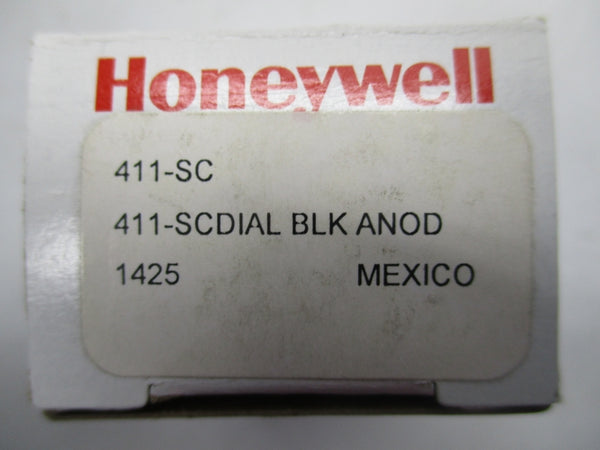 Honeywell
411-SC
411-SCDIAL BLK ANOD
1425 MEXICO